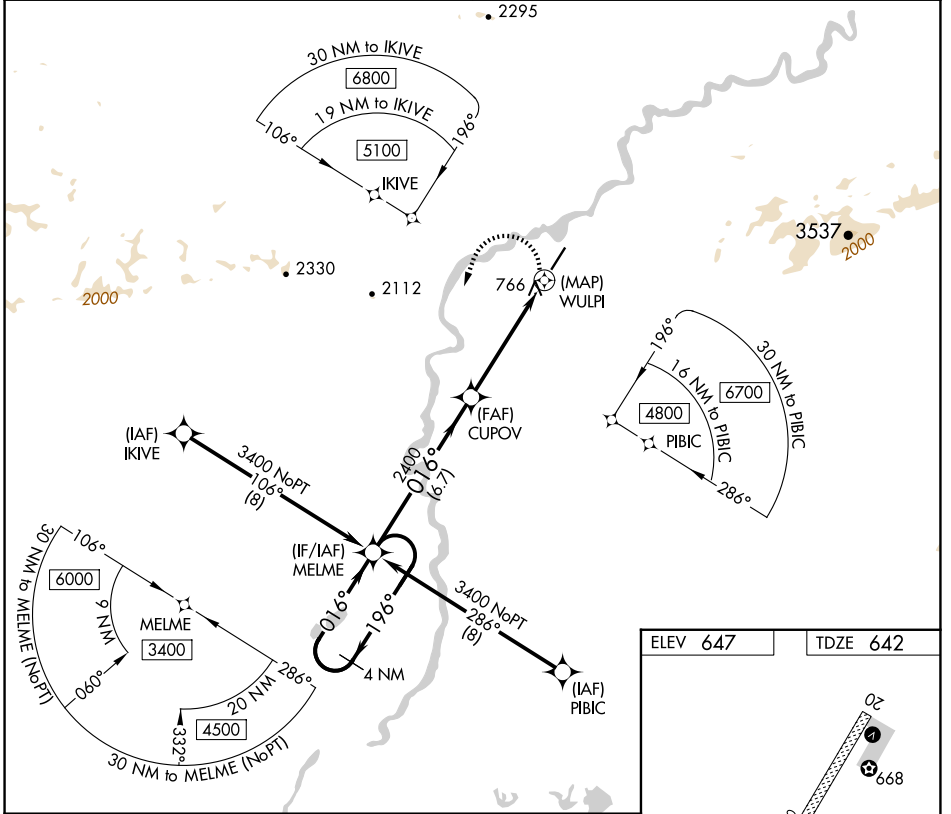 2295
30 NM to IKIVE
6800
19 NM to IKIVE
106°
196°
5100
IKIVE
3537
2000
2330
2112
2000
766
(MAP)
WULPI
196°
30 NM to PIBIC
16 NM to PIBIC
6700
4800
PIBIC
286°
(FAF)
CUPOV
(IAF)
IKIVE
3400 NoPT
106°
(8)
2400
016°
(6.7)
(IF/IAF)
MELME
016°
196°
4 NM
3400 NoPT
286°
(8)
(IAF)
PIBIC
30 NM to MELME (NoPT)
106°
6000
9 NM
MELME
3400
060°
286°
20 NM
4500
332°
30 NM to MELME (NoPT)
ELEV 647
TDZE 642
20
V
668